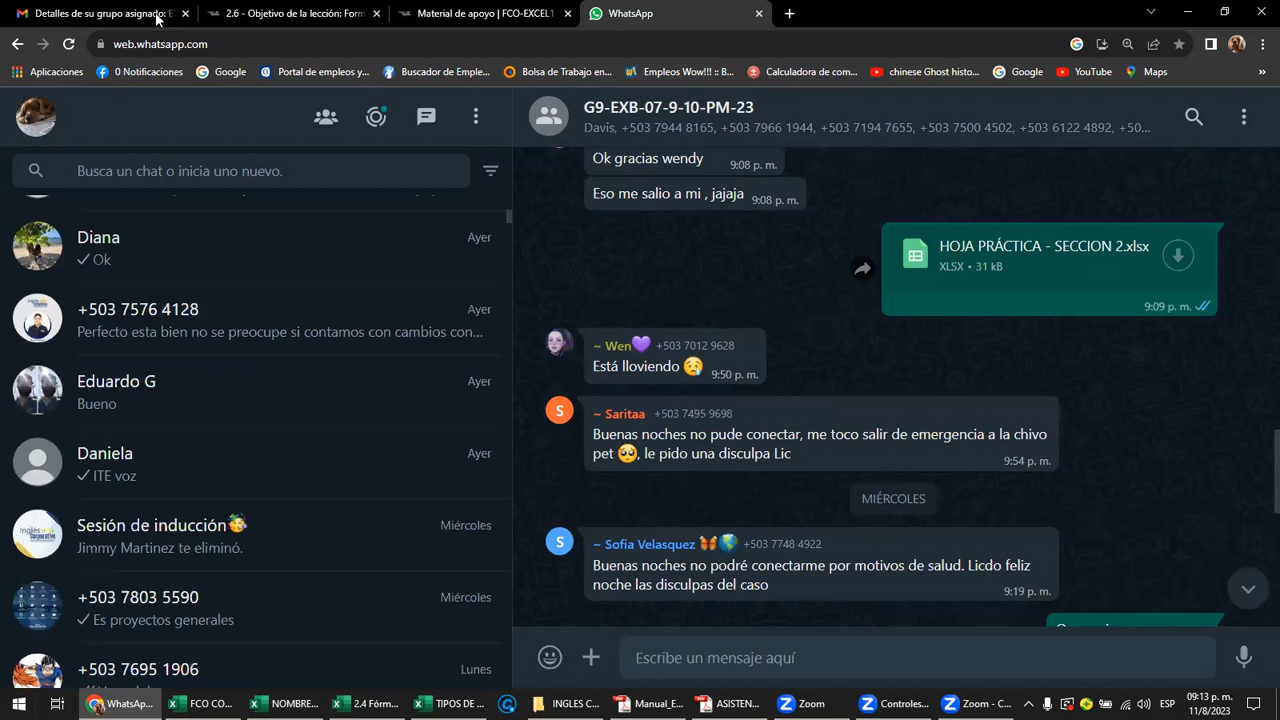 Detalles de su grupo asignado: E
2.6 - Objetivo de la lección: Form
Material de apoyo | FCO-EXCEL1
WhatsApp
web.whatsapp.com
Aplicaciones
0 Notificaciones
Google
Portal de empleos y...
Buscador de Emple...
Bolsa de Trabajo en...
Empleos Wow!!! :: B...
Calculadora de com...
chinese Ghost histo...
Google
YouTube
Maps
Busca un chat o inicia uno nuevo.
Diana
Ayer
Ok
+503 7576 4128
Ayer
Perfecto esta bien no se preocupe si contamos con cambios con...
Eduardo G
Ayer
Bueno
Daniela
Ayer
ITE voz
Sesión de inducción🥳
Miércoles
Jimmy Martinez te eliminó.
+503 7803 5590
Miércoles
Es proyectos generales
+503 7695 1906
Lunes
G9-EXB-07-9-10-PM-23
Davis, +503 7944 8165, +503 7966 1944, +503 7194 7655, +503 7500 4502, +503 6122 4892, +50...
Ok gracias wendy
9:08 p. m.
Eso me salio a mi , jajaja
9:08 p. m.
HOJA PRÁCTICA - SECCION 2.xlsx
XLSX • 31 kB
9:09 p. m.
~ Wen💜 +503 7012 9628
Está lloviendo 😢
9:50 p. m.
S
~ Saritaa +503 7495 9698
Buenas noches no pude conectar, me toco salir de emergencia a la chivo
pet 🥺, le pido una disculpa Lic
9:54 p. m.
MIÉRCOLES
S
~ Sofia Velasquez 🦋🌎 +503 7748 4922
Buenas noches no podré conectarme por motivos de salud. Licdo feliz
noche las disculpas del caso
9:19 p. m.
Escribe un mensaje aquí
WhatsAp...
FCO CO...
NOMBRE...
2.4 Fórm...
TIPOS DE ...
INGLES C...
Manual_E...
ASISTEN...
Zoom
Controles...
Zoom - C...
ESP
09:13 p. m.
11/8/2023